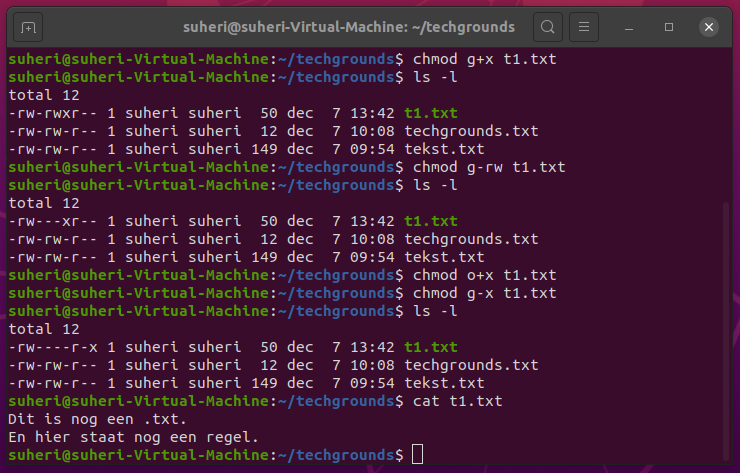 suheri@suheri-Virtual-Machine: ~/techgrounds
suheri@suheri-Virtual-Machine:~/techgrounds$ chmod g+x t1.txt
suheri@suheri-Virtual-Machine:~/techgrounds$ ls -l
total 12
-rw-rwxr-- 1 suheri suheri  50 dec  7 13:42 t1.txt
-rw-rw-r-- 1 suheri suheri  12 dec  7 10:08 techgrounds.txt
-rw-rw-r-- 1 suheri suheri 149 dec  7 09:54 tekst.txt
suheri@suheri-Virtual-Machine:~/techgrounds$ chmod g-rw t1.txt
suheri@suheri-Virtual-Machine:~/techgrounds$ ls -l
total 12
-rw---xr-- 1 suheri suheri  50 dec  7 13:42 t1.txt
-rw-rw-r-- 1 suheri suheri  12 dec  7 10:08 techgrounds.txt
-rw-rw-r-- 1 suheri suheri 149 dec  7 09:54 tekst.txt
suheri@suheri-Virtual-Machine:~/techgrounds$ chmod o+x t1.txt
suheri@suheri-Virtual-Machine:~/techgrounds$ chmod g-x t1.txt
suheri@suheri-Virtual-Machine:~/techgrounds$ ls -l
total 12
-rw----r-x 1 suheri suheri  50 dec  7 13:42 t1.txt
-rw-rw-r-- 1 suheri suheri  12 dec  7 10:08 techgrounds.txt
-rw-rw-r-- 1 suheri suheri 149 dec  7 09:54 tekst.txt
suheri@suheri-Virtual-Machine:~/techgrounds$ cat t1.txt
Dit is nog een .txt.
En hier staat nog een regel.
suheri@suheri-Virtual-Machine:~/techgrounds$